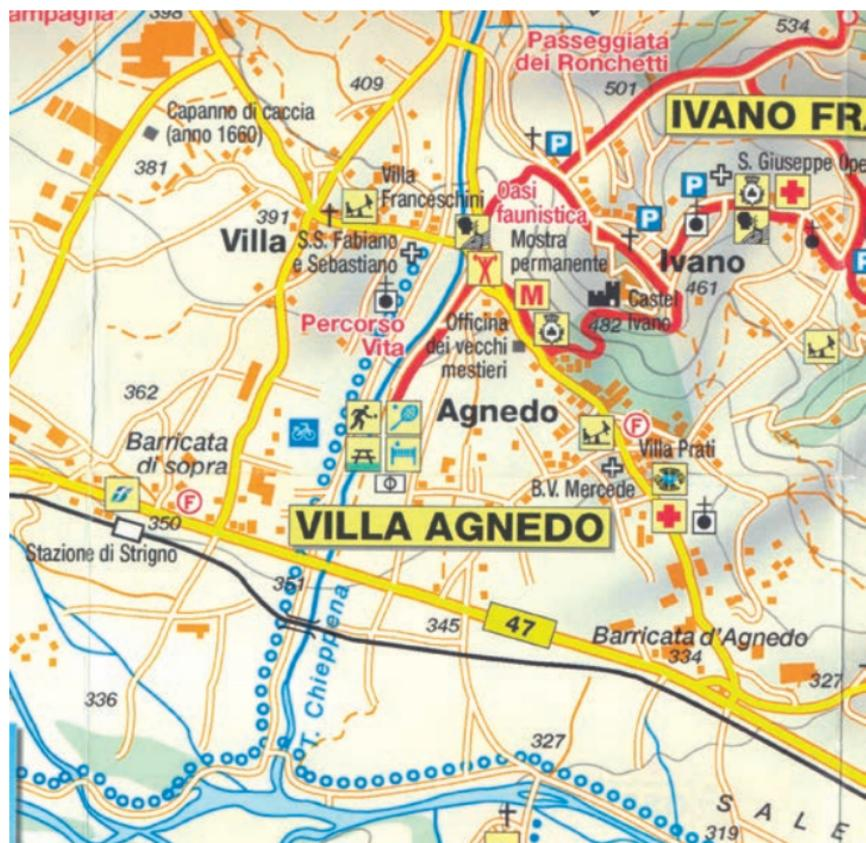 ampagna
398
534
Passeggiata
dei Ronchetti
409
501
Capanno di caccia
(anno 1660)
IVANO FRA
P
381
Villa
Franceschini
S. Giuseppe Ope
P
Oasi
faunistica
391
P
Villa
S.S. Fabiano
e Sebastiano
Mostra
permanente
Ivano
P
461
M
Castel
Ivano
482
Percorso
Vita
Officina
dei vecchi
mestieri
362
Agnedo
F
Barricata
di sopra
Villa Prati
B.V. Mercede
F
350
VILLA AGNEDO
Stazione di Strigno
351
345
47
Barricata d'Agnedo
334
327
T. Chieppena
336
327
SALE
319